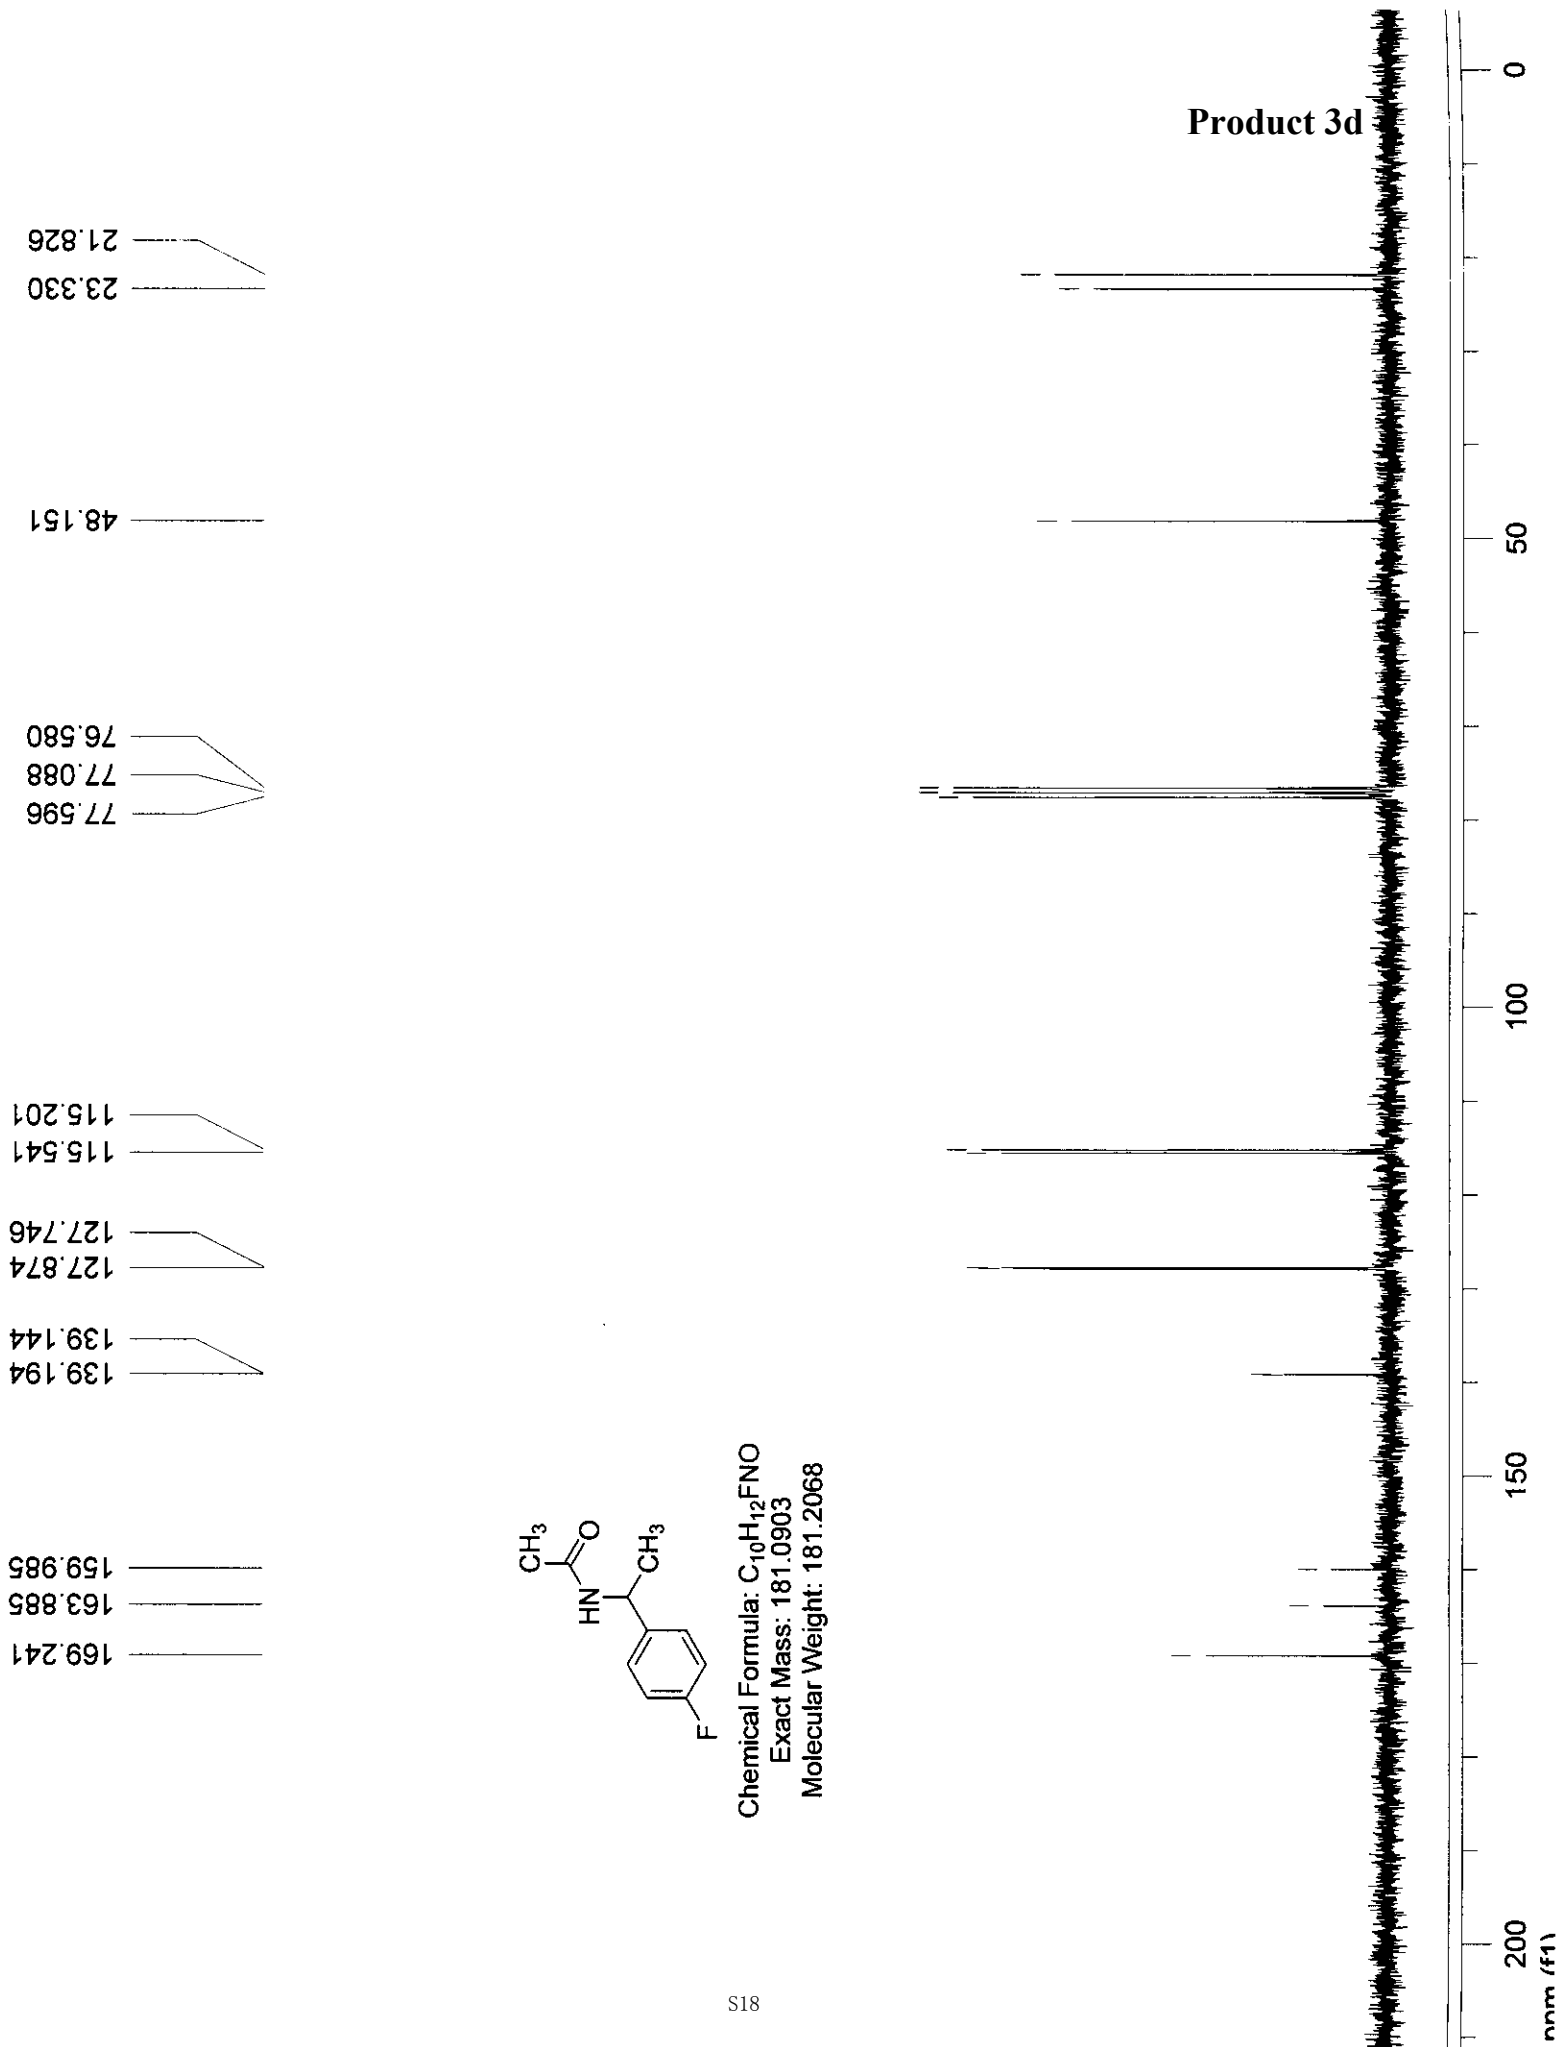 Product 3d
21.826
23.330
48.151
76.580
77.088
77.596
115.201
115.541
127.746
127.874
139.144
139.194
159.985
163.885
169.241
CH3
O
HN
CH3
F
Chemical Formula: C10H12FNO
Exact Mass: 181.0903
Molecular Weight: 181.2068
0
50
100
150
200
ppm (f1)
S18